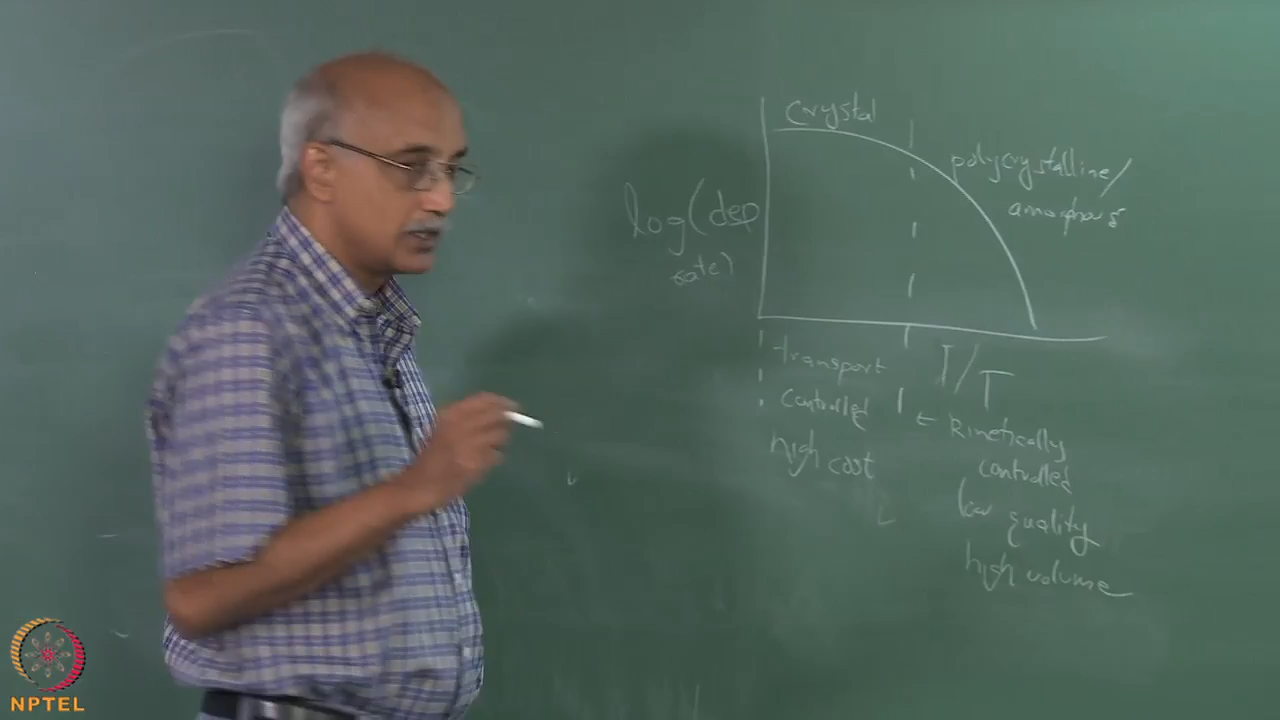 crystal
polycrystalline/
amorphous
log(dep
rate)
1/T
transport
controlled
high cost
← Kinetically
controlled
low quality
high volume
NPTEL